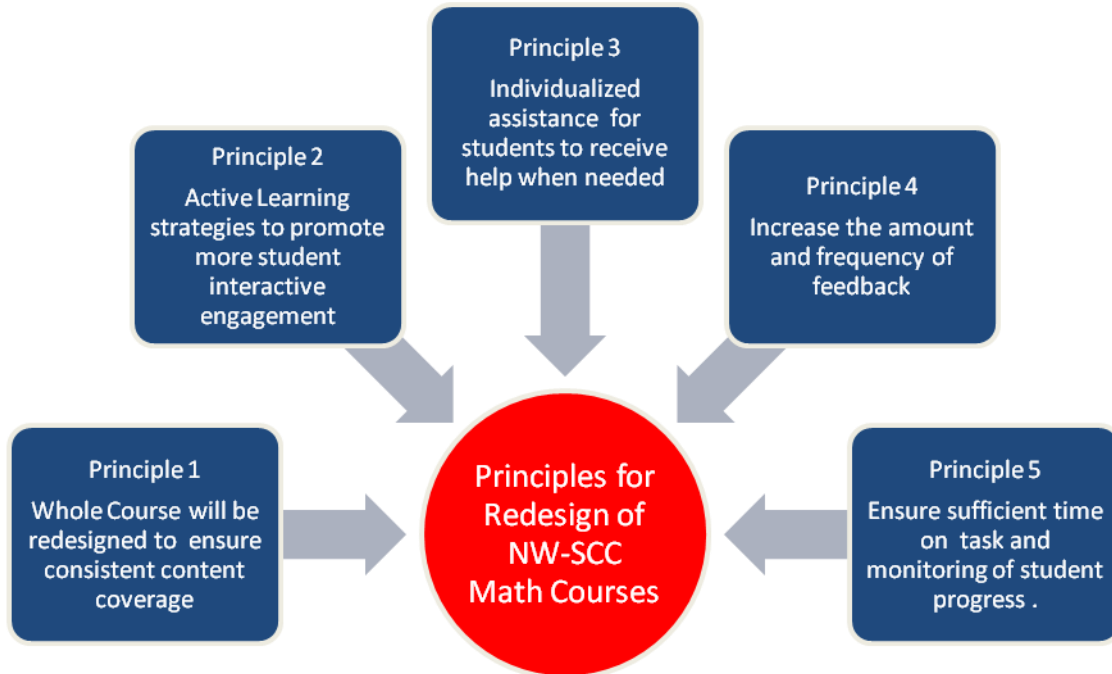 Principle 1
Whole Course will be
redesigned to ensure
consistent content
coverage
Principle 2
Active Learning
strategies to promote
more student
interactive
engagement
Principle 3
Individualized
assistance for
students to receive
help when needed
Principle 4
Increase the amount
and frequency of
feedback
Principle 5
Ensure sufficient time
on task and
monitoring of student
progress .
Principles for
Redesign of
NW-SCC
Math Courses